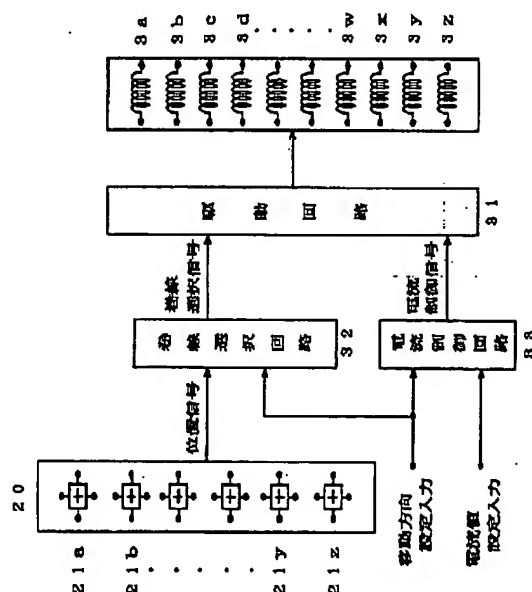 20
21a
21b
・・・・
21y
21z
位置信号
移動方向
設定入力
電流値
設定入力
巻線選択回路
32
電流制御回路
33
巻線
選択信号
電流
制御信号
駆動回路
31
3a
3b
3c
3d
・・・・・
3w
3x
3y
3z